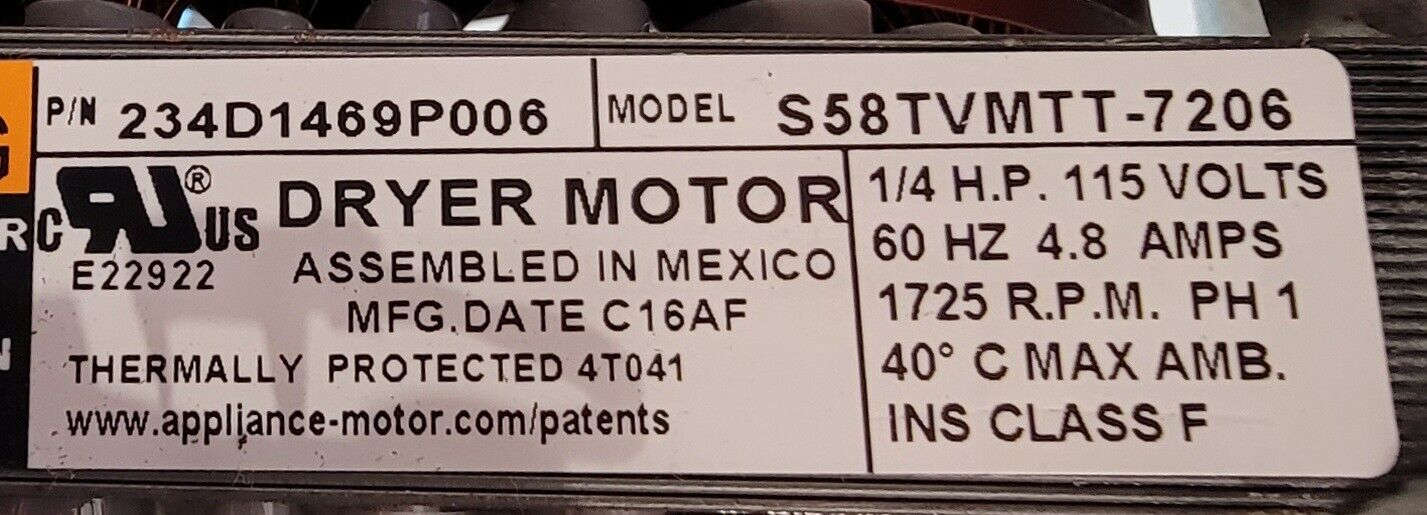 P/N 234D1469P006 MODEL S58TVMTT-7206
c RU® US
E22922
DRYER MOTOR
ASSEMBLED IN MEXICO
MFG.DATE C16AF
THERMALLY PROTECTED 4T041
www.appliance-motor.com/patents
1/4 H.P. 115 VOLTS
60 HZ 4.8 AMPS
1725 R.P.M. PH 1
40° C MAX AMB.
INS CLASS F